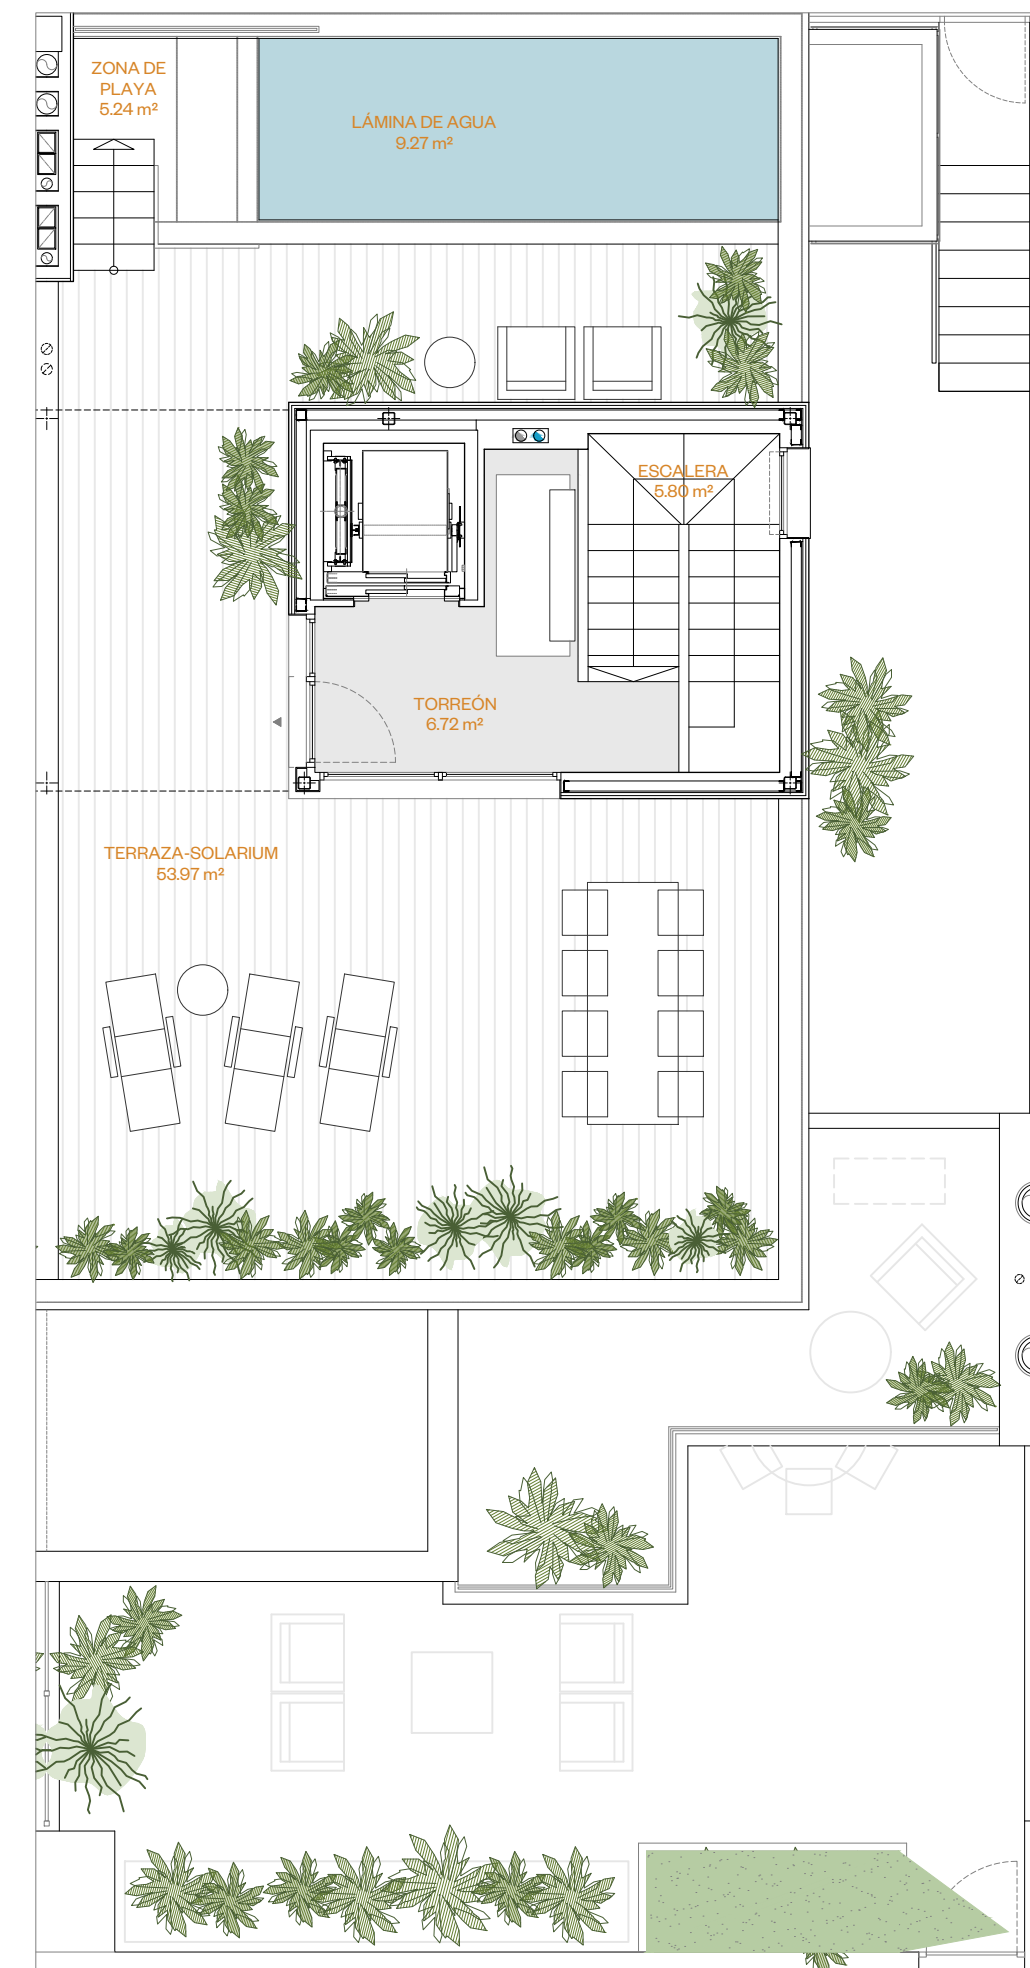 ZONA DE
PLAYA
5.24 m²
LÁMINA DE AGUA
9.27 m²
ESCALERA
5.80 m²
TORREÓN
6.72 m²
TERRAZA-SOLARIUM
53.97 m²